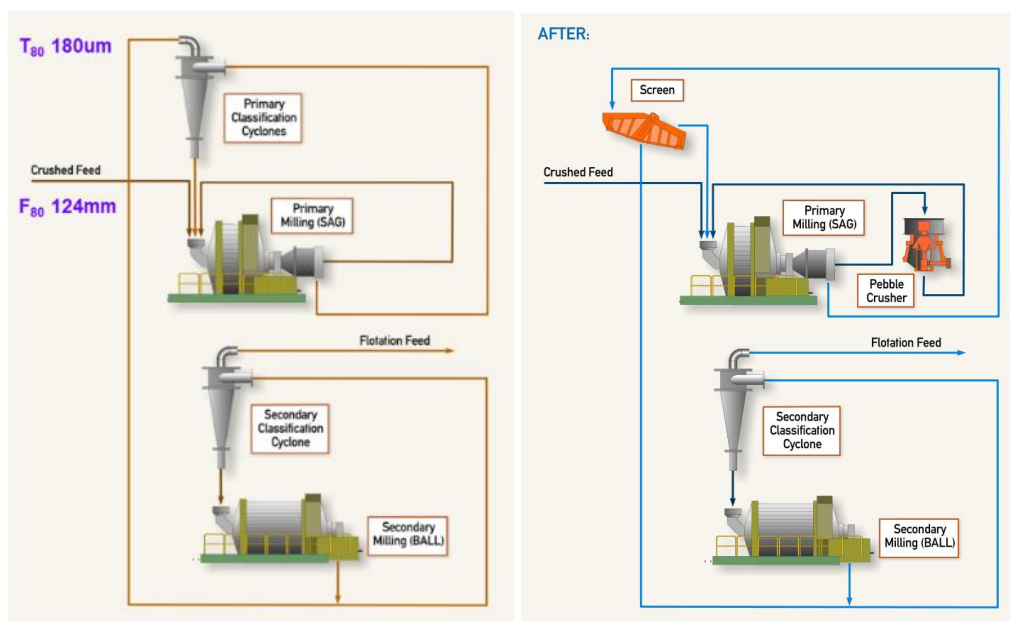 T80 180um
Primary
Classification
Cyclones
Crushed Feed
F80 124mm
Primary
Milling (SAG)
Flotation Feed
Secondary
Classification
Cyclone
Secondary
Milling (BALL)
AFTER:
Screen
Crushed Feed
Primary
Milling (SAG)
Pebble
Crusher
Flotation Feed
Secondary
Classification
Cyclone
Secondary
Milling (BALL)